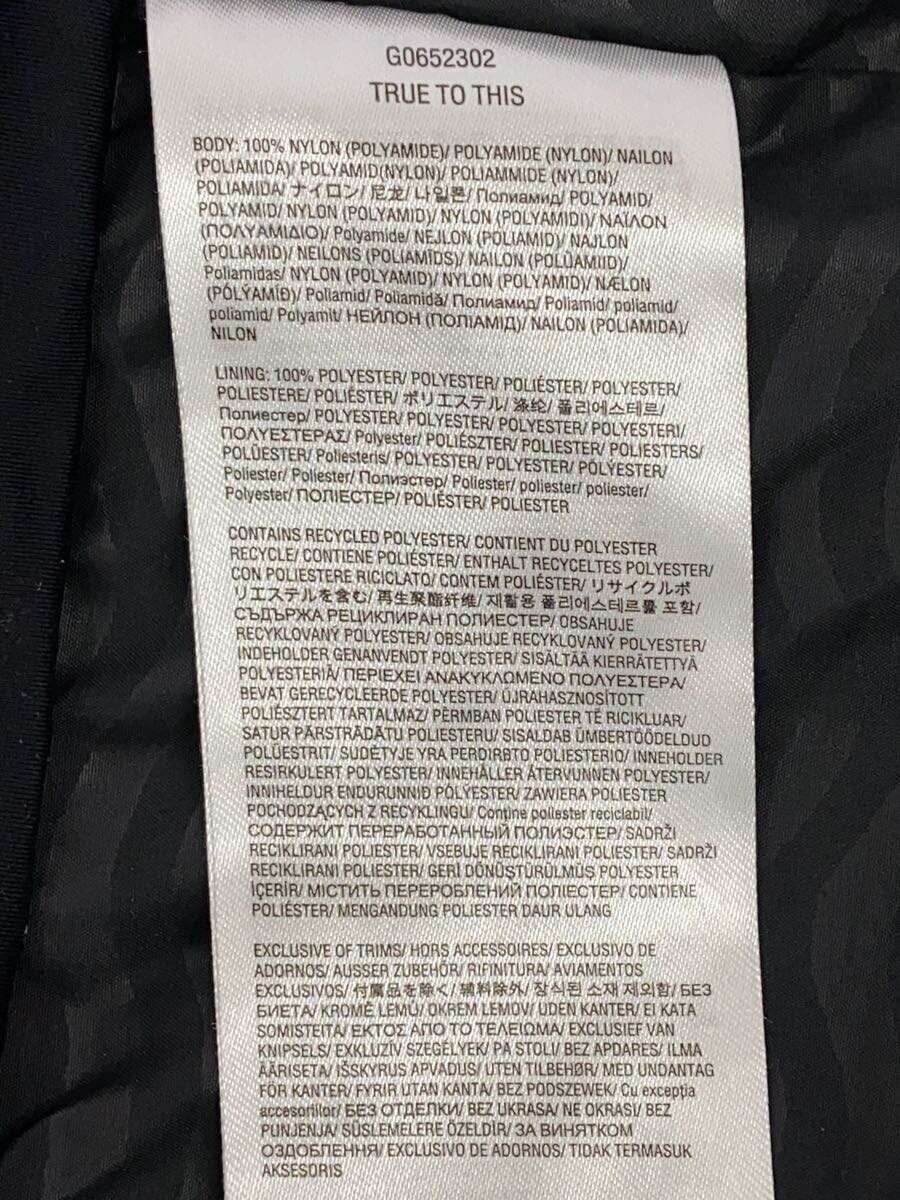 G0652302
TRUE TO THIS
BODY: 100% NYLON (POLYAMIDE)/ POLYAMIDE (NYLON)/ NAILON
(POLIAMIDA)/ POLYAMID(NYLON)/ POLIAMMIDE (NYLON)/
POLIAMIDA/ ナイロン/ 尼龙/ 나일론/ Полиамид/ POLYAMID/
POLYAMID/ NYLON (POLYAMID)/ NYLON (POLYAMIDI)/ ΝΑΪΛΟΝ
(ΠΟΛΥΑΜΙΔΙΟ)/ Polyamide/ NEJLON (POLIAMID)/ NAJLON
(POLIAMID)/ NEILONS (POLIAMĪDS)/ NAILON (POLÜAMIID)/
Poliamidas/ NYLON (POLYAMID)/ NYLON (POLYAMID)/ NÆLON
(PÓLÝAMÍÐ)/ Poliamid/ Poliamidă/ Полиамид/ Poliamid/ poliamid/
poliamid/ Polyamit/ НЕЙЛОН (ПОЛІАМІД)/ NAILON (POLIAMIDA)/
NILON
LINING: 100% POLYESTER/ POLYESTER/ POLIÉSTER/ POLYESTER/
POLIESTERE/ POLIÉSTER/ ポリエステル/ 涤纶/ 폴리에스테르/
Полиестер/ POLYESTER/ POLYESTER/ POLYESTER/ POLYESTERI/
ΠΟΛΥΕΣΤΕΡΑΣ/ Polyester/ POLIÉSZTER/ POLIESTER/ POLIESTERS/
POLÜESTER/ Poliesteris/ POLYESTER/ POLYESTER/ PÓLÝESTER/
Poliester/ Poliester/ Полиэстер/ Poliester/ poliester/ poliester/
Polyester/ ПОЛІЕСТЕР/ POLIÉSTER/ POLIESTER
CONTAINS RECYCLED POLYESTER/ CONTIENT DU POLYESTER
RECYCLE/ CONTIENE POLIÉSTER/ ENTHALT RECYCELTES POLYESTER/
CON POLIESTERE RICICLATO/ CONTEM POLIÉSTER/ リサイクルポ
リエステルを含む/ 再生聚酯纤维/ 재활용 폴리에스테르를 포함/
СЪДЪРЖА РЕЦИКЛИРАН ПОЛИЕСТЕР/ OBSAHUJE
RECYKLOVANÝ POLYESTER/ OBSAHUJE RECYKLOVANÝ POLYESTER/
INDEHOLDER GENANVENDT POLYESTER/ SISÄLTÄÄ KIERRÄTETTYÄ
POLYESTERIÄ/ ΠΕΡΙΕΧΕΙ ΑΝΑΚΥΚΛΩΜΕΝΟ ΠΟΛΥΕΣΤΕΡΑ/
BEVAT GERECYCLEERDE POLYESTER/ ÚJRAHASZNOSÍTOTT
POLIÉSZTERT TARTALMAZ/ PËRMBAN POLIESTER TË RICIKLUAR/
SATUR PĀRSTRĀDĀTU POLIESTERU/ SISALDAB ÜMBERTÖÖDELDUD
POLÜESTRIT/ SUDĖTYJE YRA PERDIRBTO POLIESTERIO/ INNEHOLDER
RESIRKULERT POLYESTER/ INNEHÅLLER ÅTERVUNNEN POLYESTER/
INNIHELDUR ENDURUNNIÐ PÓLÝESTER/ ZAWIERA POLIESTER
POCHODZĄCYCH Z RECYKLINGU/ Conţine poliester reciclabil/
СОДЕРЖИТ ПЕРЕРАБОТАННЫЙ ПОЛИЭСТЕР/ SADRŽI
RECIKLIRANI POLIESTER/ VSEBUJE RECIKLIRANI POLIESTER/ SADRŽI
RECIKLIRANI POLIESTER/ GERİ DÖNÜŞTÜRÜLMÜŞ POLYESTER
İÇERİR/ МІСТИТЬ ПЕРЕРОБЛЕНИЙ ПОЛІЕСТЕР/ CONTIENE
POLIÉSTER/ MENGANDUNG POLIESTER DAUR ULANG
EXCLUSIVE OF TRIMS/ HORS ACCESSOIRES/ EXCLUSIVO DE
ADORNOS/ AUSSER ZUBEHÖR/ RIFINITURA/ AVIAMENTOS
EXCLUSIVOS/ 付属品を除く/ 辅料除外/ 장식된 소재 제외함/ БЕЗ
БИЕТА/ KROMĚ LEMŮ/ OKREM LEMOV/ UDEN KANTER/ EI KATA
SOMISTEITA/ ΕΚΤΟΣ ΑΠΟ ΤΟ ΤΕΛΕΙΩΜΑ/ EXCLUSIEF VAN
KNIPSELS/ EXKLUZÍV SZEGÉLYEK/ PA STOLI/ BEZ APDARES/ ILMA
ÄÄRISETA/ IŠSKYRUS APVADUS/ UTEN TILBEHØR/ MED UNDANTAG
FÖR KANTER/ FYRIR UTAN KANTA/ BEZ PODSZEWEK/ Cu excepţia
accesoriilor/ БЕЗ ОТДЕЛКИ/ BEZ UKRASA/ NE OKRASI/ BEZ
PUNJENJA/ SÜSLEMELERE ÖZELDİR/ ЗА ВИНЯТКОМ
ОЗДОБЛЕННЯ/ EXCLUSIVO DE ADORNOS/ TIDAK TERMASUK
AKSESORIS